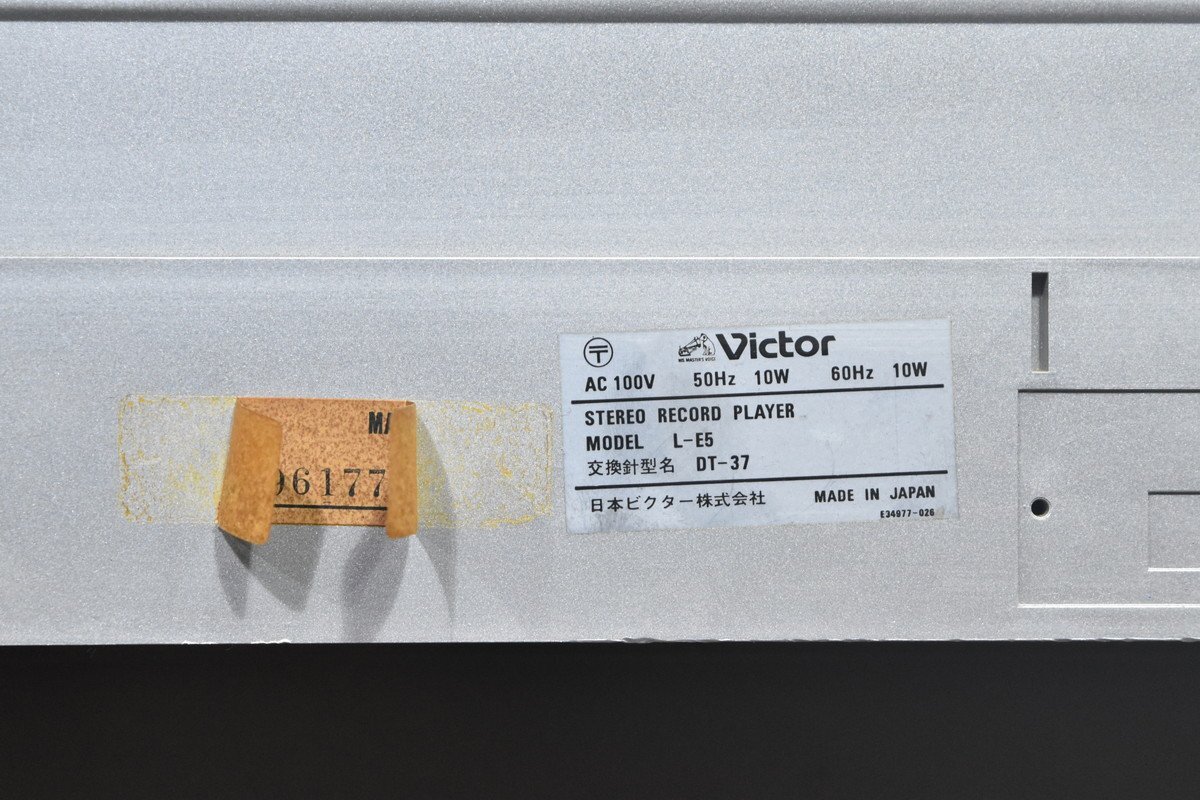 〒 HIS MASTER'S VOICE Victor
AC 100V 50Hz 10W 60Hz 10W
STEREO RECORD PLAYER
MODEL L-E5
交換針型名 DT-37
日本ビクター株式会社 MADE IN JAPAN
E34977-026
96177